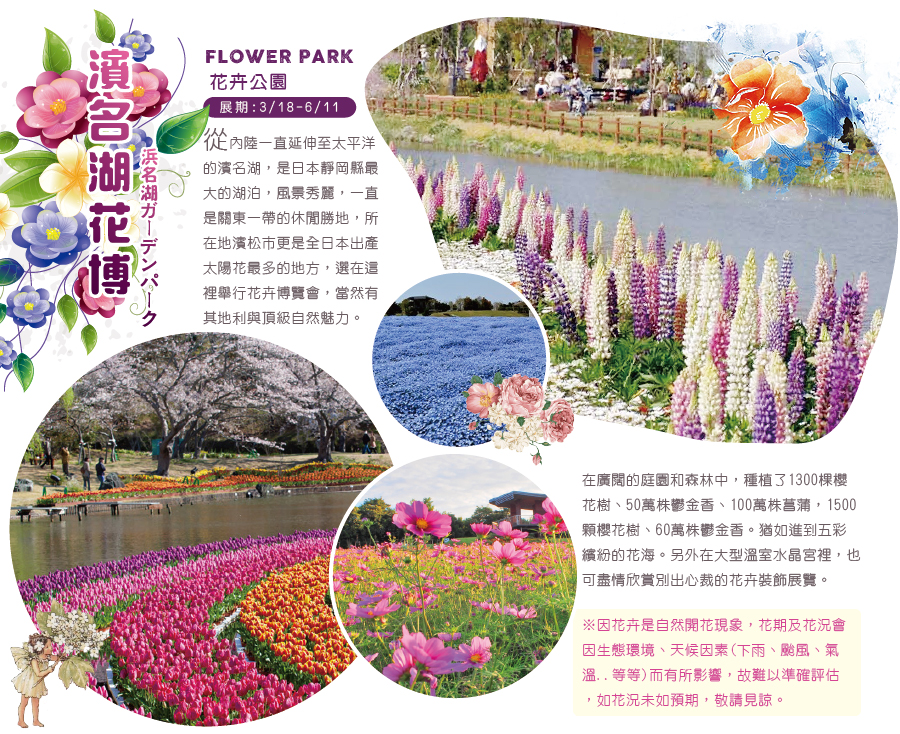 濱名湖花博
浜名湖ガーデンパーク
FLOWER PARK
花卉公園
展期:3/18-6/11
從內陸一直延伸至太平洋
的濱名湖，是日本靜岡縣最
大的湖泊，風景秀麗，一直
是關東一帶的休閒勝地，所
在地濱松市更是全日本出產
太陽花最多的地方，選在這
裡舉行花卉博覽會，當然有
其地利與頂級自然魅力。
在廣闊的庭園和森林中，種植了1300棵櫻
花樹、50萬株鬱金香、100萬株菖蒲，1500
顆櫻花樹、60萬株鬱金香。猶如進到五彩
繽紛的花海。另外在大型溫室水晶宮裡，也
可盡情欣賞別出心裁的花卉裝飾展覽。
※因花卉是自然開花現象，花期及花況會
因生態環境、天候因素(下雨、颱風、氣
溫..等等)而有所影響，故難以準確評估
，如花況未如預期，敬請見諒。